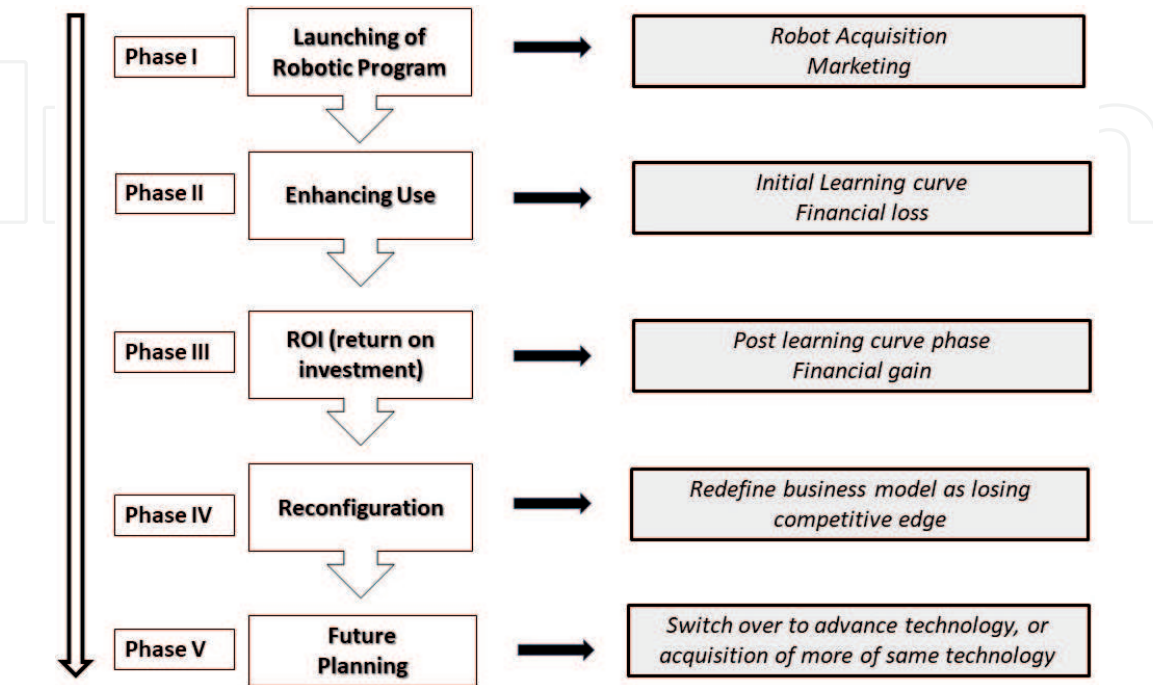 Phase I
Launching of
Robotic Program
Robot Acquisition
Marketing
Phase II
Enhancing Use
Initial Learning curve
Financial loss
Phase III
ROI (return on
investment)
Post learning curve phase
Financial gain
Phase IV
Reconfiguration
Redefine business model as losing
competitive edge
Phase V
Future
Planning
Switch over to advance technology, or
acquisition of more of same technology